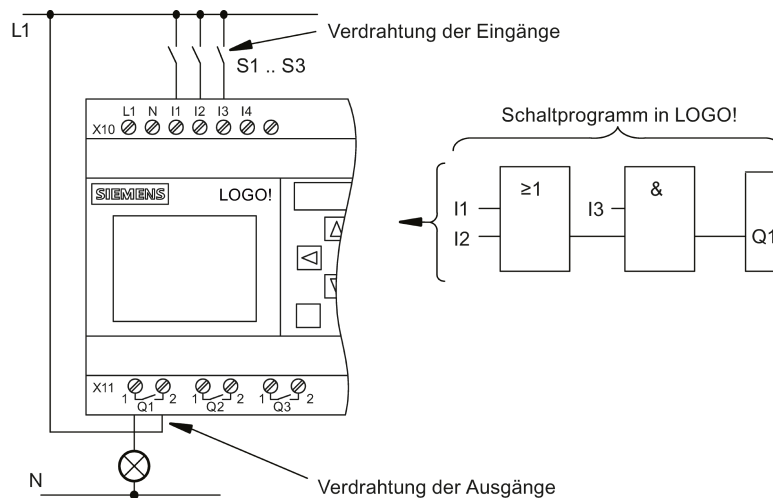 L1
Verdrahtung der Eingänge
S1 .. S3
L1 N I1 I2 I3 I4
X10
Schaltprogramm in LOGO!
SIEMENS
LOGO!
≥1
&
I1
I3
I2
Q1
X11
1 2 1 2 1 2
Q1 Q2 Q3
N
Verdrahtung der Ausgänge